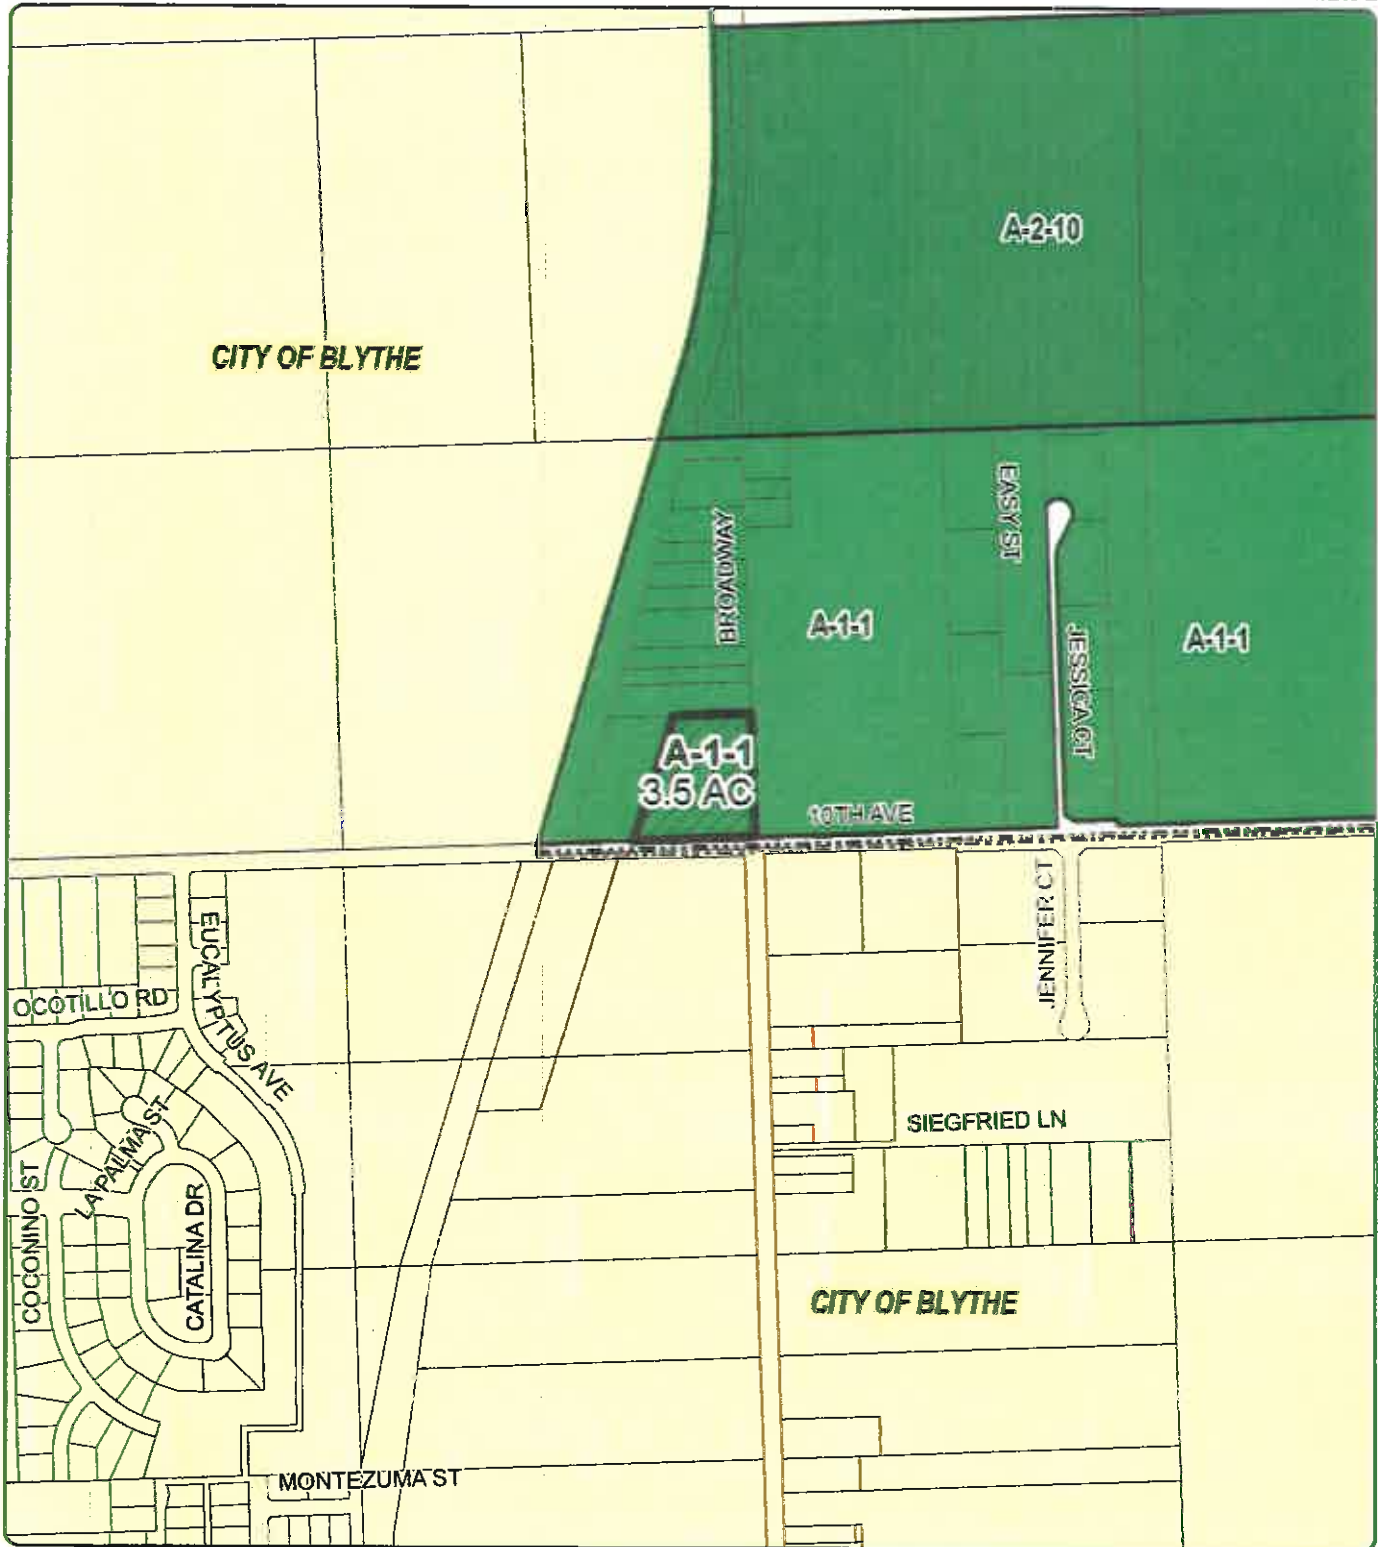 A-2-10
CITY OF BLYTHE
EASY ST
BROADWAY
A-1-1
A-1-1
JESSICA CT
A-1-1
3.5 AC
10TH AVE
JENNIFER CT
EUCALYPTUS AVE
OCOTILLO RD
LA PALMA ST
SIEGFRIED LN
COCONINO ST
CATALINA DR
CITY OF BLYTHE
MONTEZUMA ST